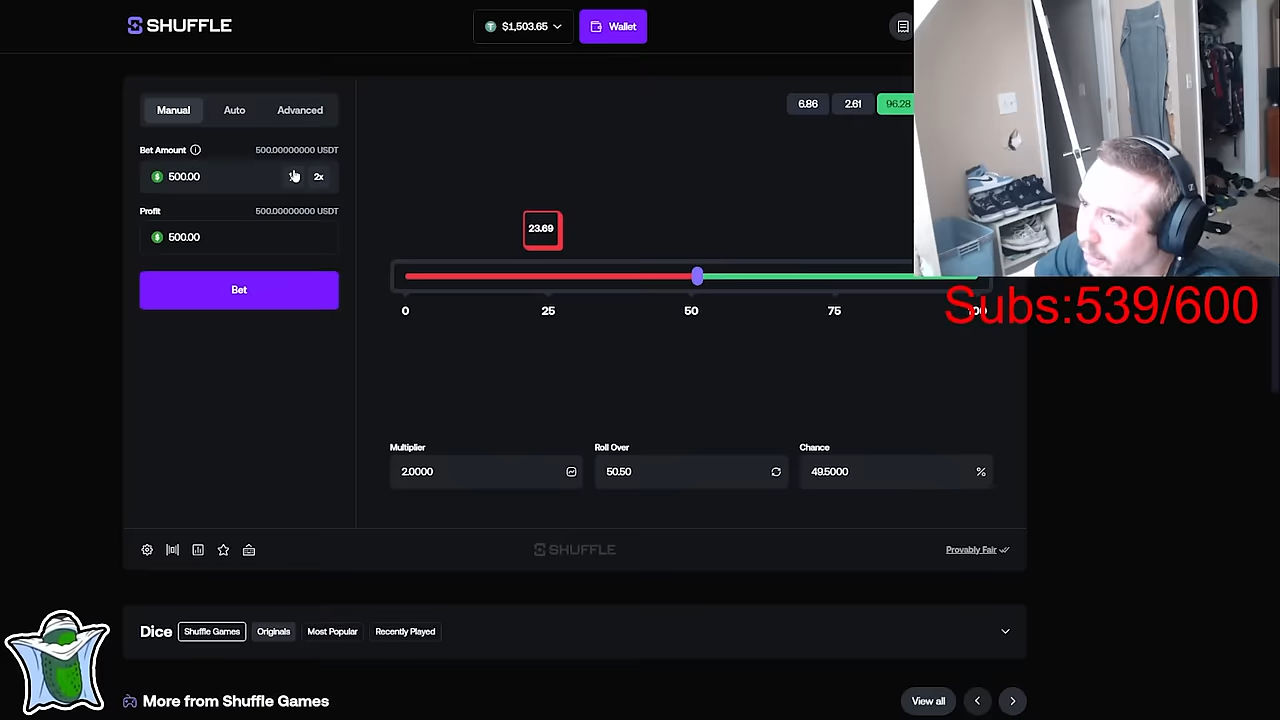 SHUFFLE
$1,503.65
Wallet
Manual
Auto
Advanced
6.86
2.61
96.28
Bet Amount
500.00000000 USDT
500.00
2x
Profit
500.00000000 USDT
500.00
23.69
Bet
0
25
50
75
100
Subs:539/600
Multiplier
Roll Over
Chance
2.0000
50.50
49.5000
%
SHUFFLE
Provably Fair
Dice
Shuffle Games
Originals
Most Popular
Recently Played
More from Shuffle Games
View all